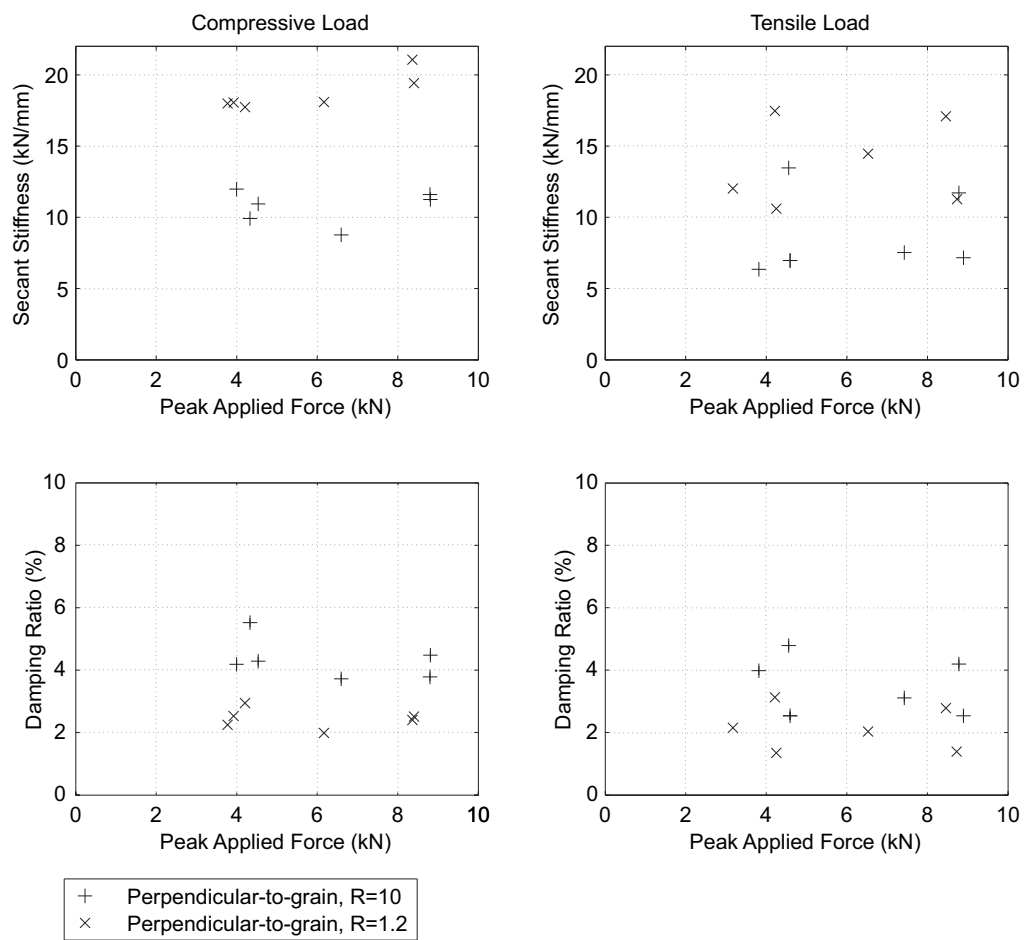 Compressive Load
Secant Stiffness (kN/mm)
20
15
10
5
0
0 2 4 6 8 10
Peak Applied Force (kN)
Tensile Load
Secant Stiffness (kN/mm)
20
15
10
5
0
0 2 4 6 8 10
Peak Applied Force (kN)
Damping Ratio (%)
10
8
6
4
2
0
0 2 4 6 8 10
Peak Applied Force (kN)
Damping Ratio (%)
10
8
6
4
2
0
0 2 4 6 8 10
Peak Applied Force (kN)
Perpendicular-to-grain, R=10
Perpendicular-to-grain, R=1.2